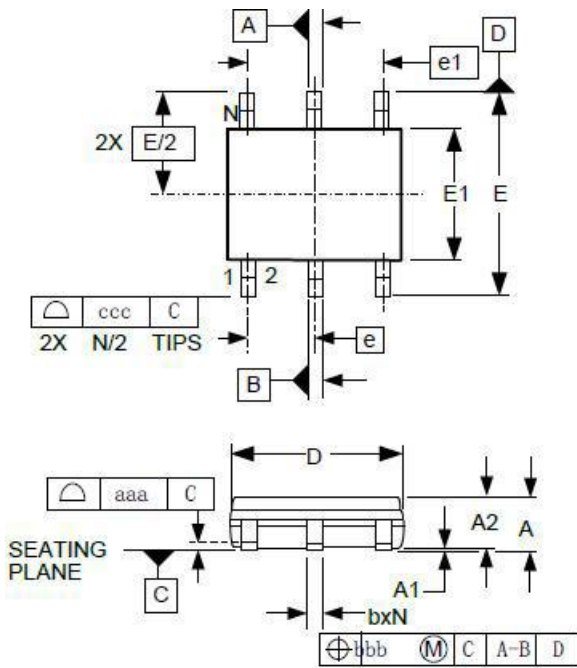 A
D
e1
N
2X E/2
E1
E
1
2
ccc C
2X N/2 TIPS
e
B
D
aaa C
A2
A
SEATING
PLANE
C
A1
bxN
bbb M C A-B D